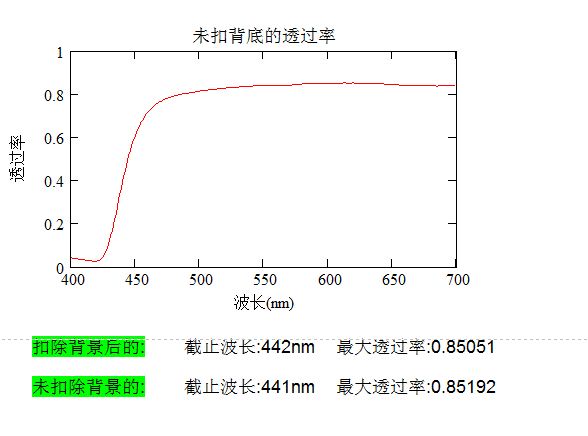 未扣背底的透过率
1
0.8
0.6
0.4
0.2
0
透过率
400 450 500 550 600 650 700
波长(nm)
扣除背景后的: 截止波长:442nm 最大透过率:0.85051
未扣除背景的: 截止波长:441nm 最大透过率:0.85192